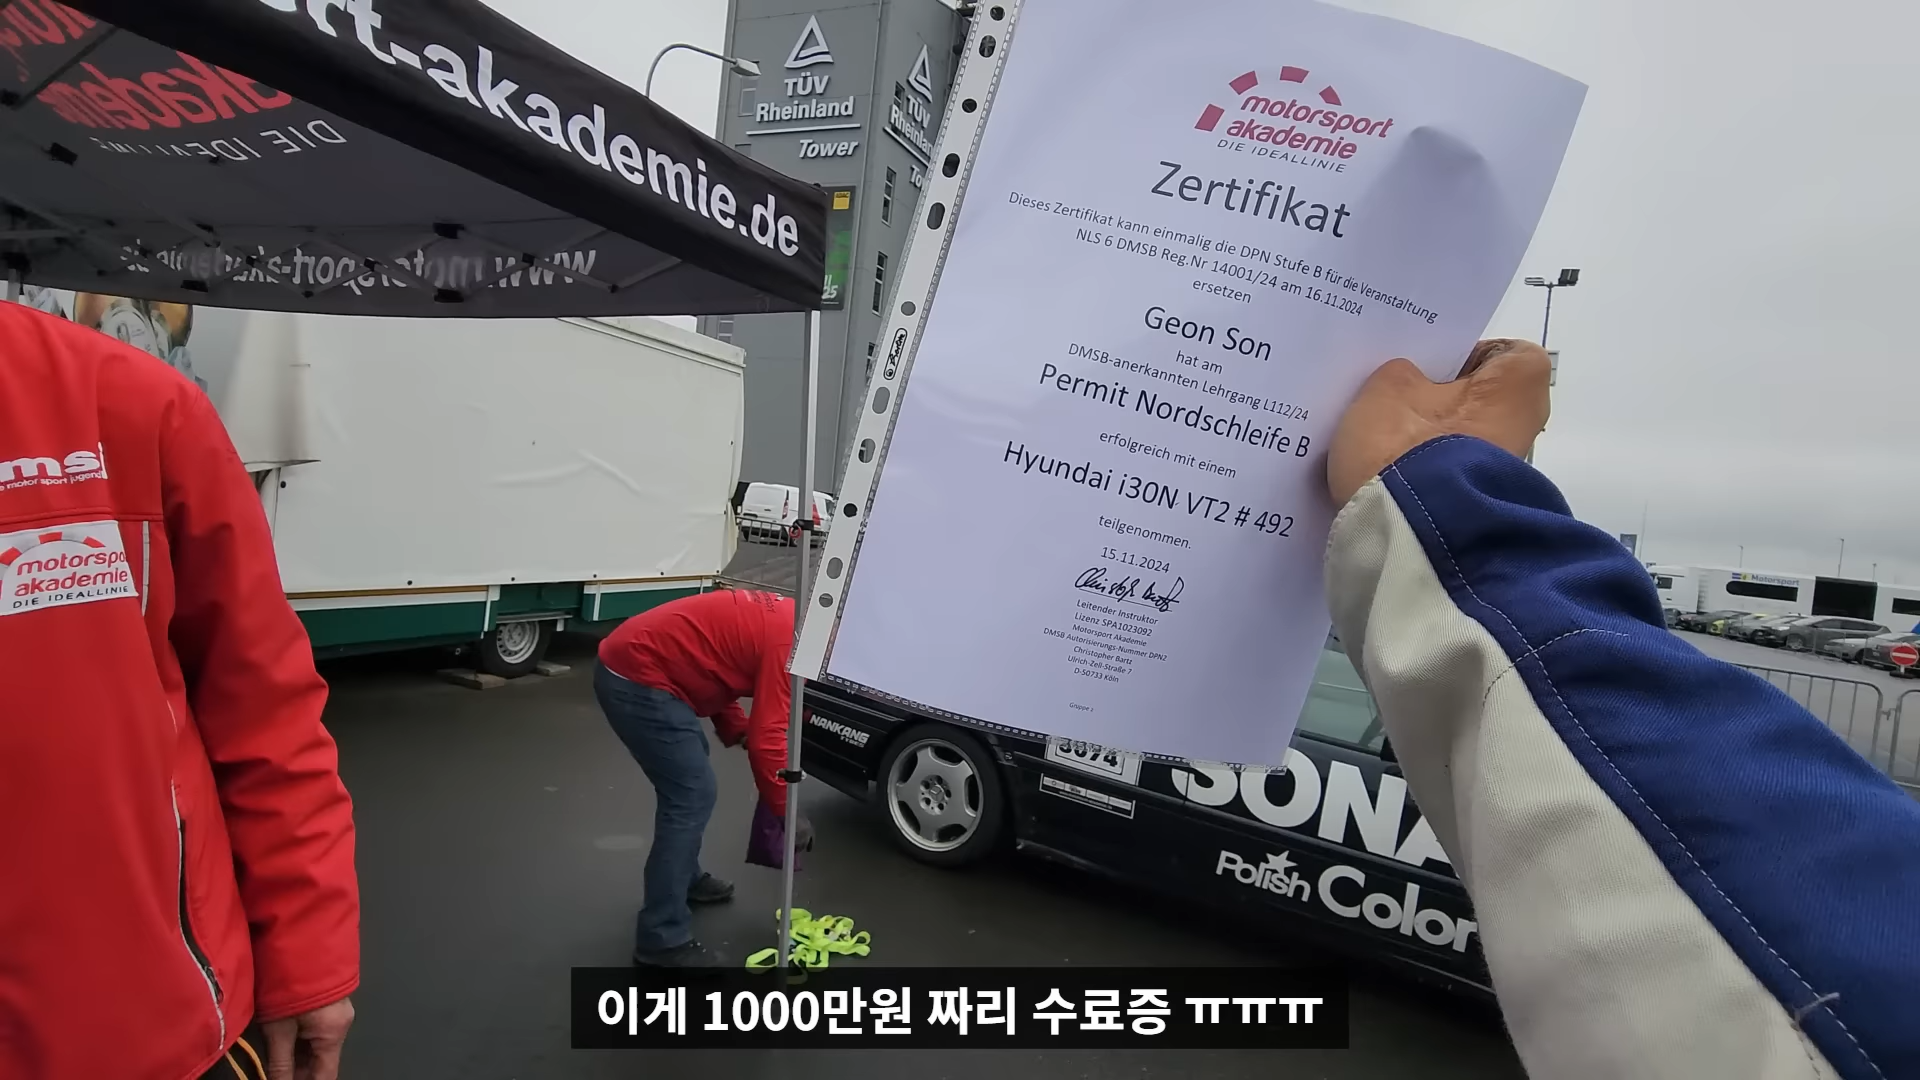 rt-akademie.de
akademie
DIE IDEALLINIE
www.motorsport-akademie.de
TÜV
Rheinland
Tower
TÜV
motorsport
akademie
DIE IDEALLINIE
Zertifikat
Dieses Zertifikat kann einmalig die DPN Stufe B für die Veranstaltung
NLS 6 DMSB Reg.Nr 14001/24 am 16.11.2024
ersetzen
Geon Son
hat am
DMSB-anerkannten Lehrgang L112/24
Permit Nordschleife B
erfolgreich mit einem
Hyundai i30N VT2 # 492
teilgenommen.
15.11.2024
Leitender Instruktor
Lizenz SPA1023092
Motorsport Akademie
DMSB Autorisierungs-Nummer DPN2
Christopher Bartz
Ulrich-Zell-Straße 7
D-50733 Köln
motorspo
akademie
DIE IDEALLINIE
Motorsport
NANKANG
3074
SONA
Polish Color
이게 1000만원 짜리 수료증 ㅠㅠㅠ